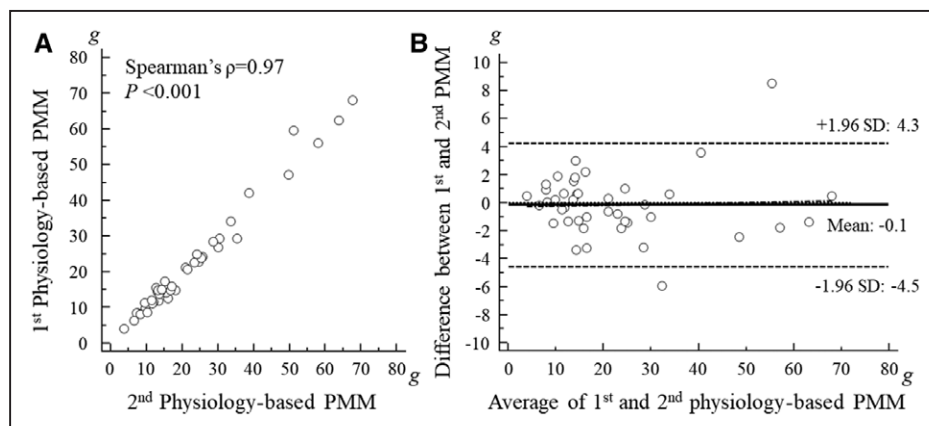 A
g
80
70
60
50
40
30
20
10
0
1st Physiology-based PMM
Spearman's ρ=0.97
P <0.001
0 10 20 30 40 50 60 70 80
g
2nd Physiology-based PMM
B
g
10
8
6
4
2
0
-2
-4
-6
-8
-10
Difference between 1st and 2nd PMM
+1.96 SD: 4.3
Mean: -0.1
-1.96 SD: -4.5
0 10 20 30 40 50 60 70 80
g
Average of 1st and 2nd physiology-based PMM